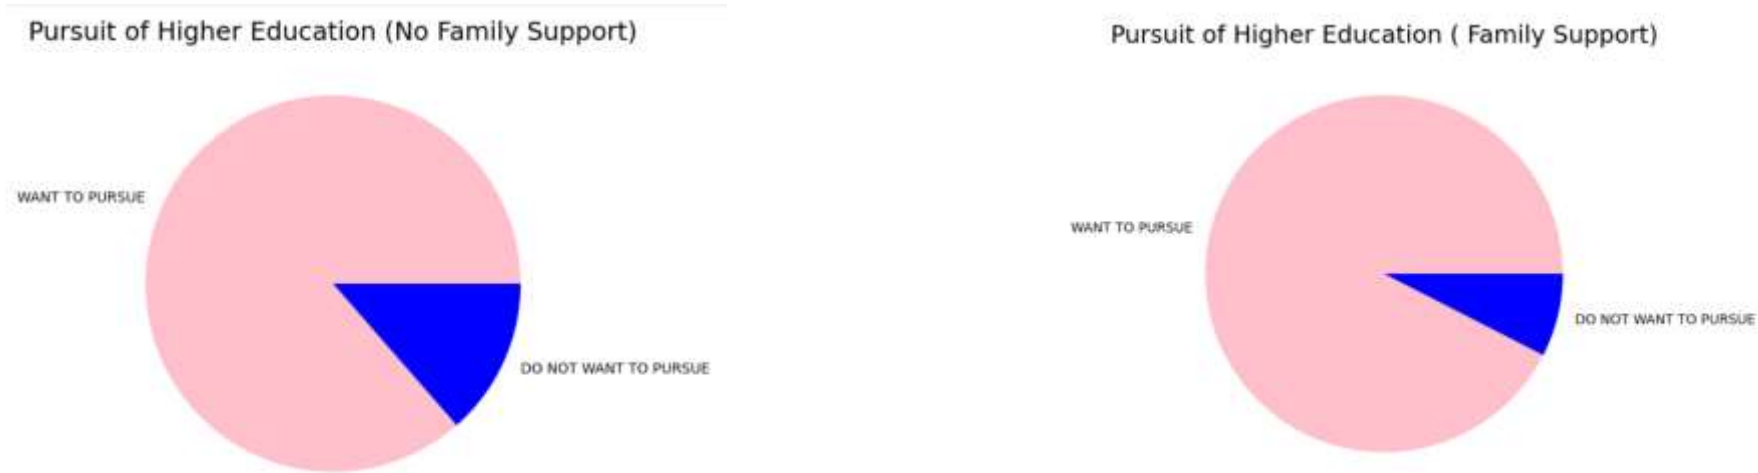 Pursuit of Higher Education (No Family Support)
WANT TO PURSUE
DO NOT WANT TO PURSUE
Pursuit of Higher Education ( Family Support)
WANT TO PURSUE
DO NOT WANT TO PURSUE